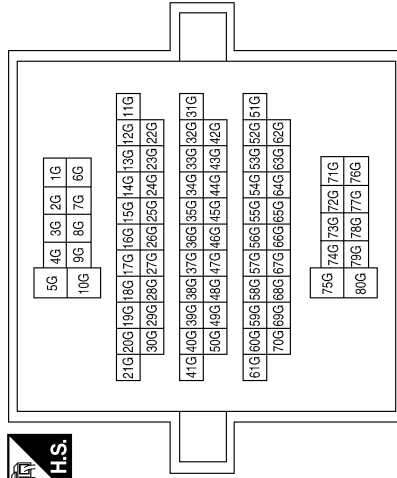 H.S.
5G 4G 3G 2G 1G
10G 9G 8G 7G 6G
21G 20G 19G 18G 17G 16G 15G 14G 13G 12G 11G
30G 29G 28G 27G 26G 25G 24G 23G 22G
41G 40G 39G 38G 37G 36G 35G 34G 33G 32G 31G
50G 49G 48G 47G 46G 45G 44G 43G 42G
61G 60G 59G 58G 57G 56G 55G 54G 53G 52G 51G
70G 69G 68G 67G 66G 65G 64G 63G 62G
75G 74G 73G 72G 71G
80G 79G 78G 77G 76G